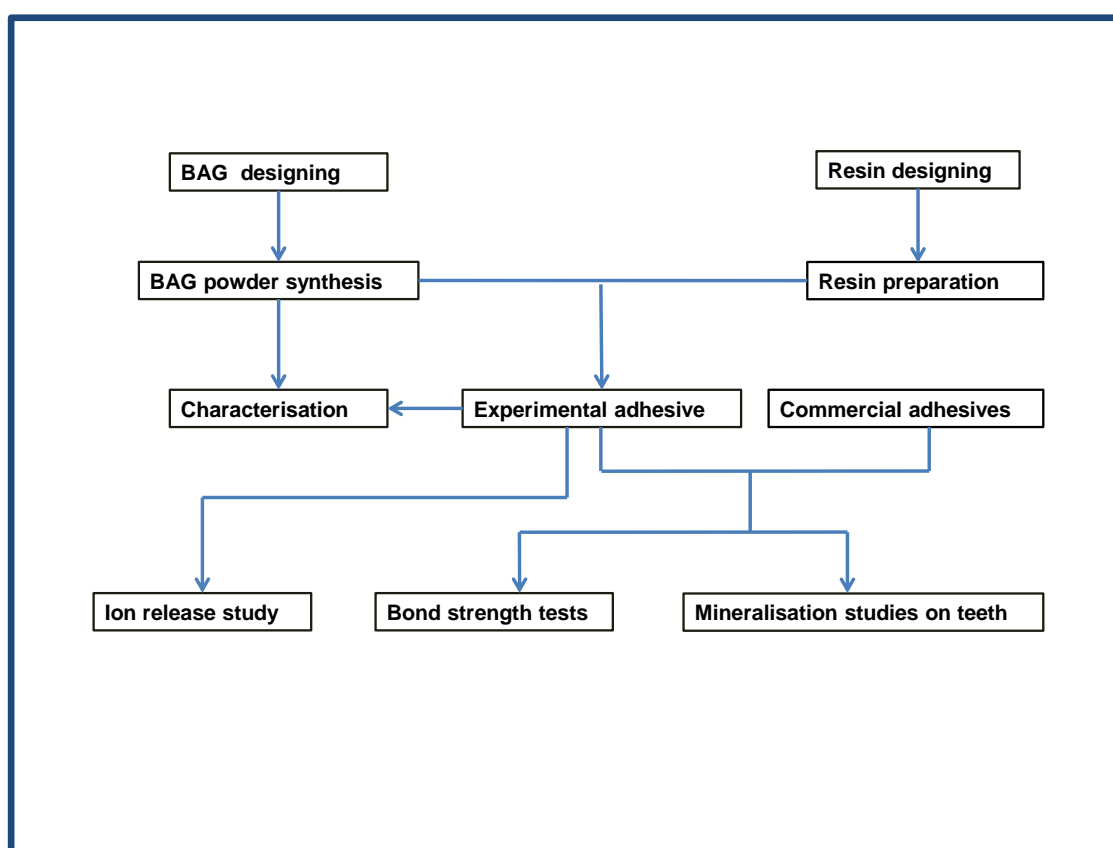 BAG  designing
Resin designing
BAG powder synthesis
Resin preparation
Characterisation
Experimental adhesive
Commercial adhesives
Ion release study
Bond strength tests
Mineralisation studies on teeth